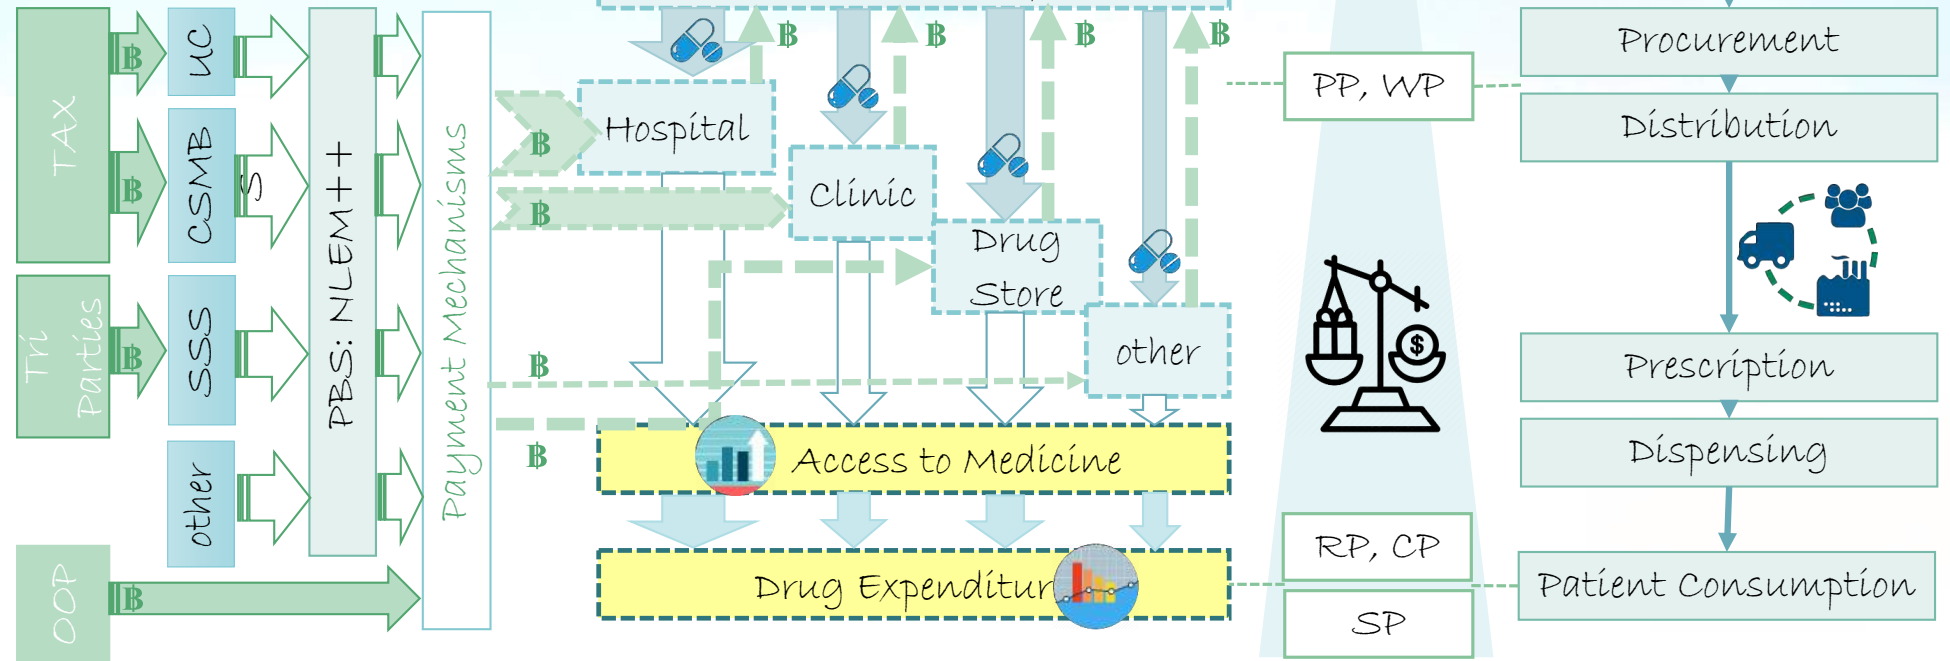 TAX
Tri
Parties
OOP
฿
฿
฿
฿
UC
CSMB
S
SSS
other
PBS: NLEM++
Payment Mechanisms
฿
฿
฿
฿
฿
฿
฿
฿
Hospital
Clinic
Drug
Store
other
Access to Medicine
Drug Expenditur
PP, WP
$
RP, CP
SP
Procurement
Distribution
Prescription
Dispensing
Patient Consumption